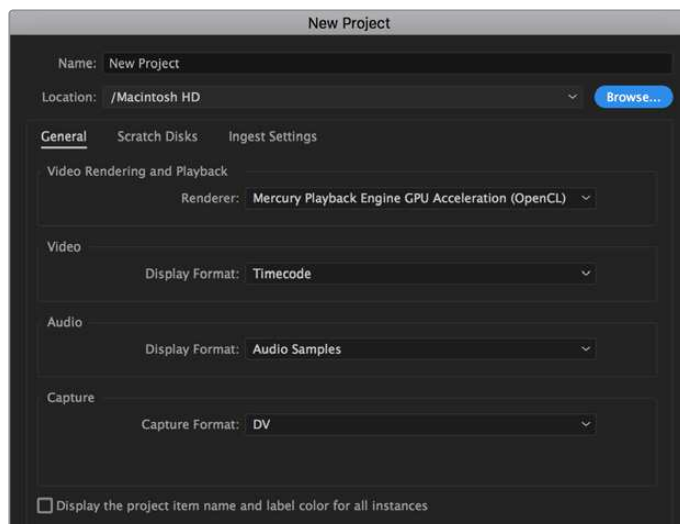 New Project
Name: New Project
Location: /Macintosh HD Browse...
General Scratch Disks Ingest Settings
Video Rendering and Playback
Renderer: Mercury Playback Engine GPU Acceleration (OpenCL)
Video
Display Format: Timecode
Audio
Display Format: Audio Samples
Capture
Capture Format: DV
Display the project item name and label color for all instances